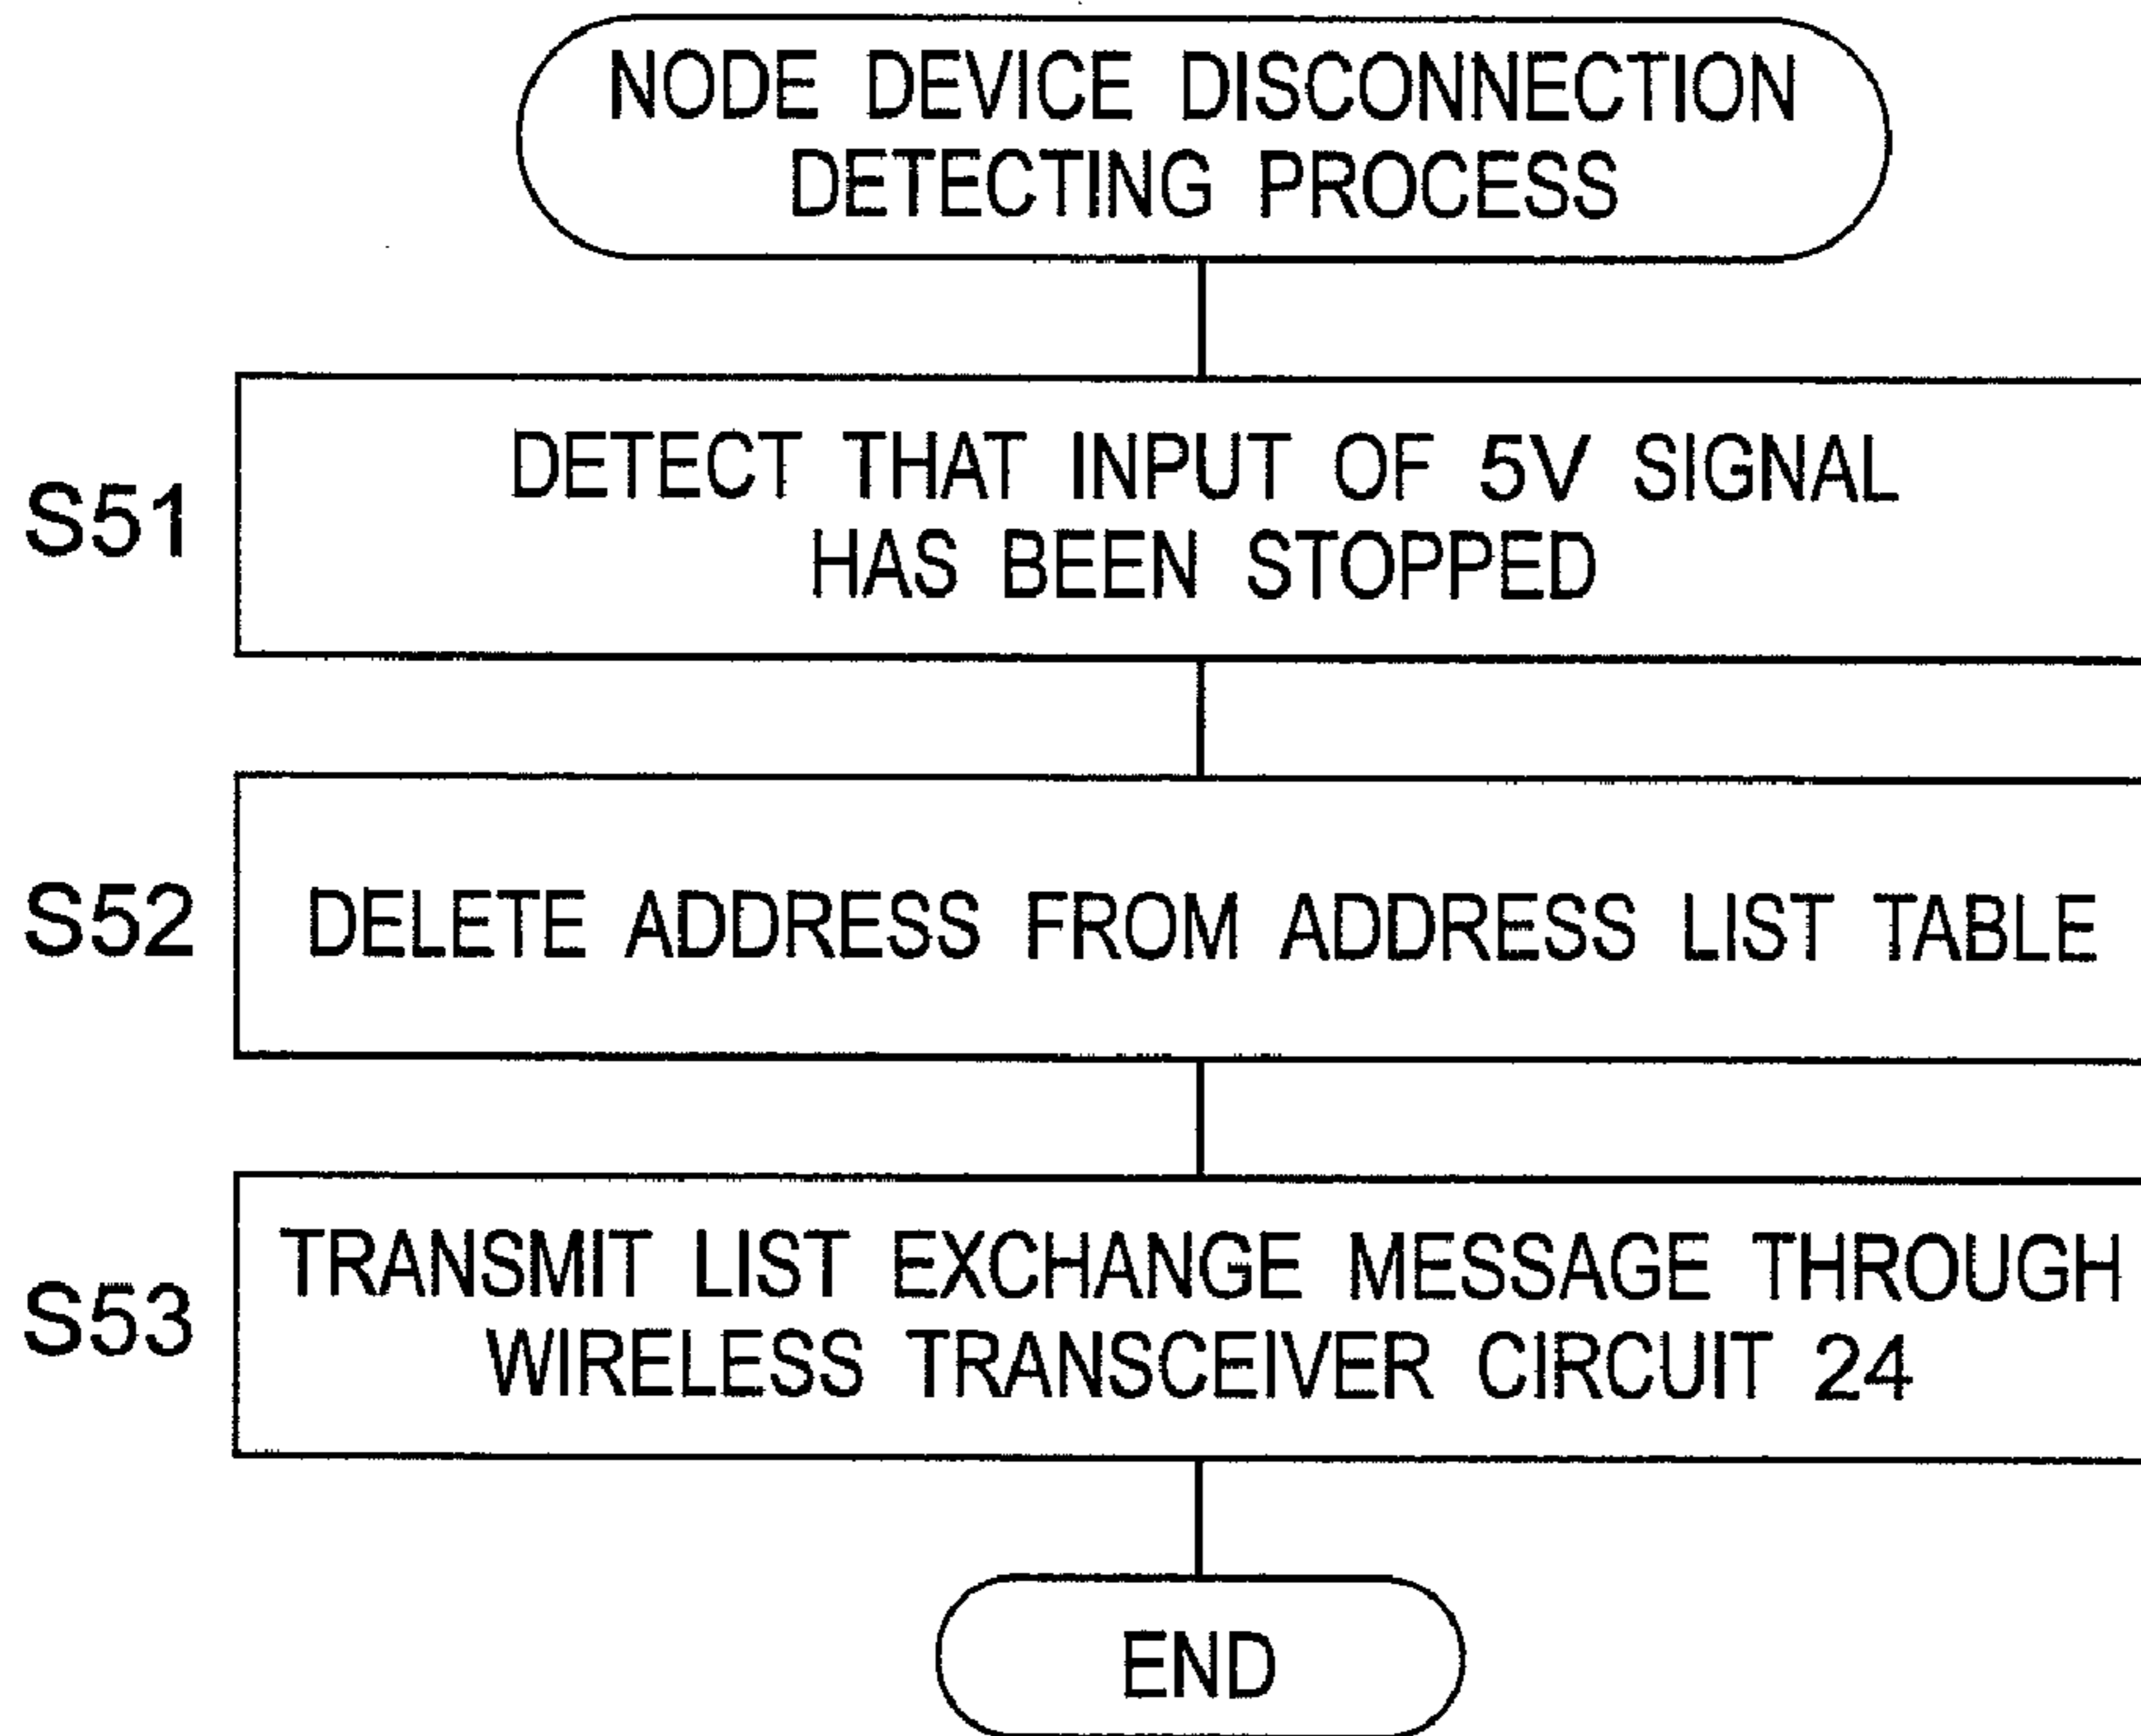 NODE DEVICE DISCONNECTION
DETECTING PROCESS
S51
DETECT THAT INPUT OF 5V SIGNAL
HAS BEEN STOPPED
S52
DELETE ADDRESS FROM ADDRESS LIST TABLE
S53
TRANSMIT LIST EXCHANGE MESSAGE THROUGH
WIRELESS TRANSCEIVER CIRCUIT 24
END